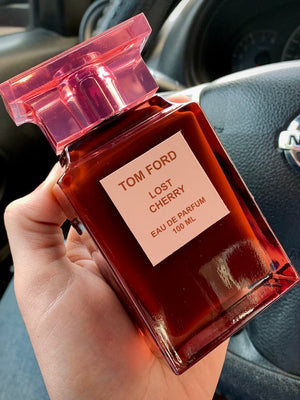 TOM FORD
LOST
CHERRY
EAU DE PARFUM
100 ML